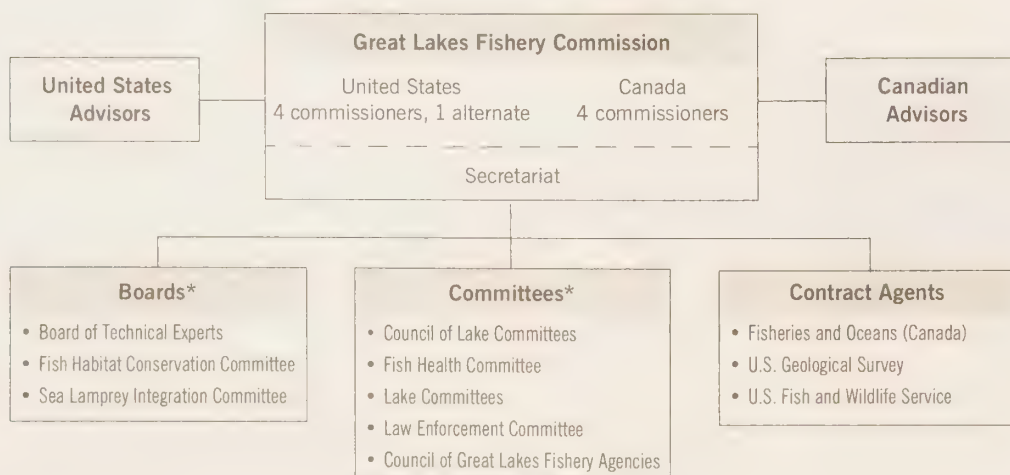 Great Lakes Fishery Commission
United States
Advisors
United States
4 commissioners, 1 alternate
Canada
4 commissioners
Canadian
Advisors
Secretariat
Boards*
• Board of Technical Experts
• Fish Habitat Conservation Committee
• Sea Lamprey Integration Committee
Committees*
• Council of Lake Committees
• Fish Health Committee
• Lake Committees
• Law Enforcement Committee
• Council of Great Lakes Fishery Agencies
Contract Agents
• Fisheries and Oceans (Canada)
• U.S. Geological Survey
• U.S. Fish and Wildlife Service